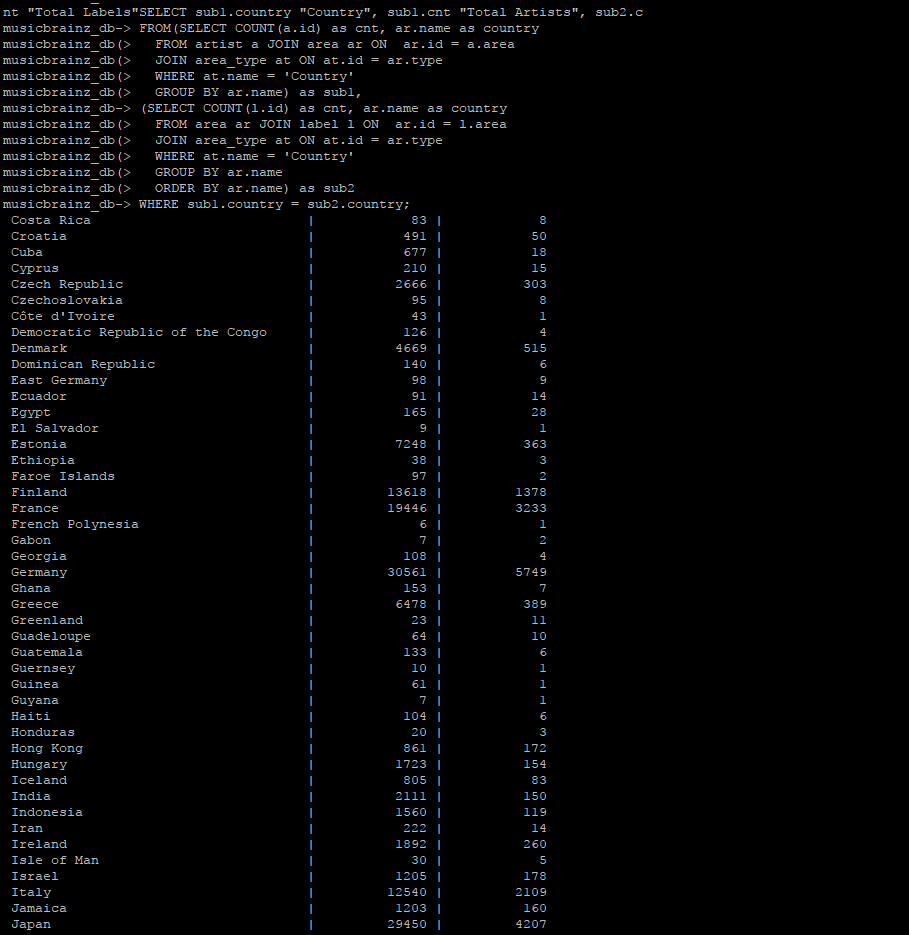 nt "Total Labels"SELECT sub1.country "Country", sub1.cnt "Total Artists", sub2.c
musicbrainz_db-> FROM(SELECT COUNT(a.id) as cnt, ar.name as country
musicbrainz_db(>   FROM artist a JOIN area ar ON  ar.id = a.area
musicbrainz_db(>   JOIN area_type at ON at.id = ar.type
musicbrainz_db(>   WHERE at.name = 'Country'
musicbrainz_db(>   GROUP BY ar.name) as sub1,
musicbrainz_db-> (SELECT COUNT(l.id) as cnt, ar.name as country
musicbrainz_db(>   FROM area ar JOIN label l ON  ar.id = l.area
musicbrainz_db(>   JOIN area_type at ON at.id = ar.type
musicbrainz_db(>   WHERE at.name = 'Country'
musicbrainz_db(>   GROUP BY ar.name
musicbrainz_db(>   ORDER BY ar.name) as sub2
musicbrainz_db-> WHERE sub1.country = sub2.country;
Costa Rica | 83 | 8
Croatia | 491 | 50
Cuba | 677 | 18
Cyprus | 210 | 15
Czech Republic | 2666 | 303
Czechoslovakia | 95 | 8
Côte d'Ivoire | 43 | 1
Democratic Republic of the Congo | 126 | 4
Denmark | 4669 | 515
Dominican Republic | 140 | 6
East Germany | 98 | 9
Ecuador | 91 | 14
Egypt | 165 | 28
El Salvador | 9 | 1
Estonia | 7248 | 363
Ethiopia | 38 | 3
Faroe Islands | 97 | 2
Finland | 13618 | 1378
France | 19446 | 3233
French Polynesia | 6 | 1
Gabon | 7 | 2
Georgia | 108 | 4
Germany | 30561 | 5749
Ghana | 153 | 7
Greece | 6478 | 389
Greenland | 23 | 11
Guadeloupe | 64 | 10
Guatemala | 133 | 6
Guernsey | 10 | 1
Guinea | 61 | 1
Guyana | 7 | 1
Haiti | 104 | 6
Honduras | 20 | 3
Hong Kong | 861 | 172
Hungary | 1723 | 154
Iceland | 805 | 83
India | 2111 | 150
Indonesia | 1560 | 119
Iran | 222 | 14
Ireland | 1892 | 260
Isle of Man | 30 | 5
Israel | 1205 | 178
Italy | 12540 | 2109
Jamaica | 1203 | 160
Japan | 29450 | 4207